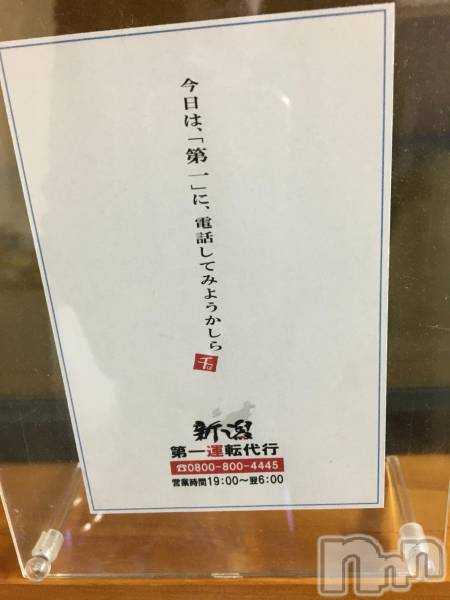 今日は、「第一」に、電話してみようかしら
新潟
第一運転代行
☎0800-800-4445
営業時間19:00〜翌6:00
nnn